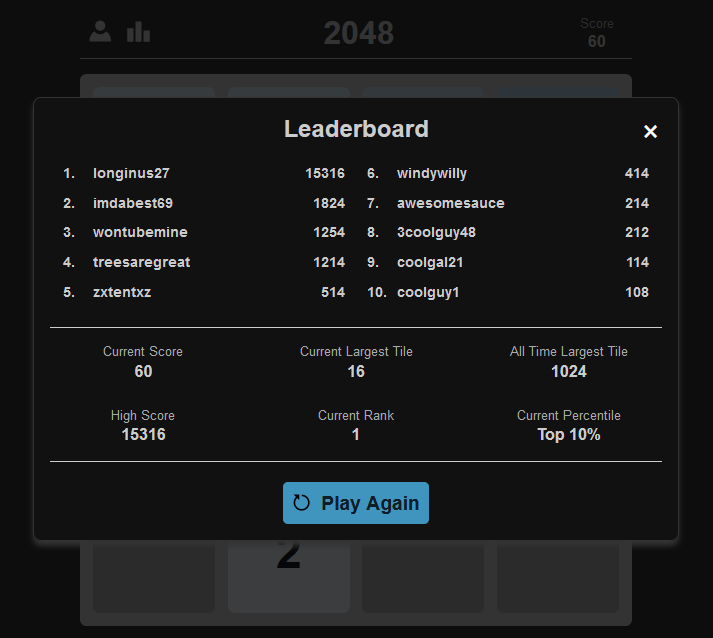 2048
Score
60
Leaderboard
×
1. longinus27 15316 6. windywilly 414
2. imdabest69 1824 7. awesomesauce 214
3. wontubemine 1254 8. 3coolguy48 212
4. treesaregreat 1214 9. coolgal21 114
5. zxtentxz 514 10. coolguy1 108
Current Score Current Largest Tile All Time Largest Tile
60 16 1024
High Score Current Rank Current Percentile
15316 1 Top 10%
Play Again
2